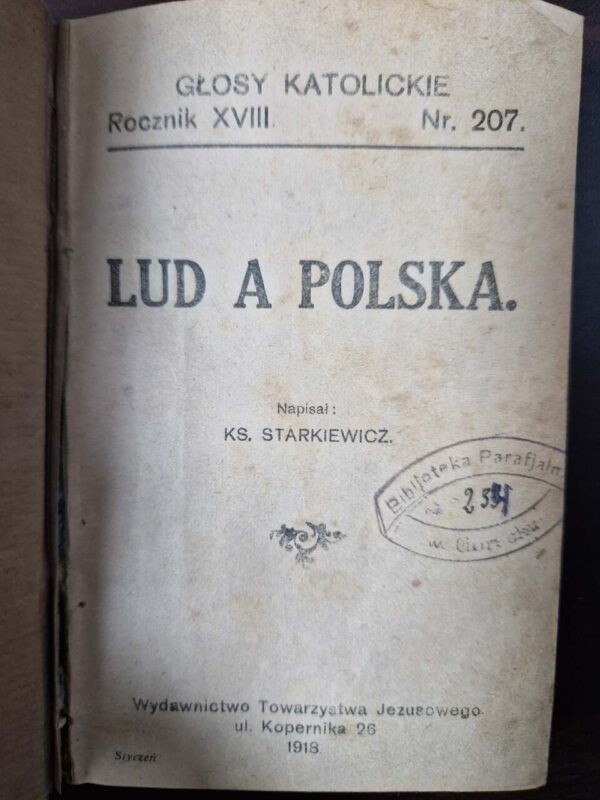 GŁOSY KATOLICKIE
Rocznik XVIII. Nr. 207.
LUD A POLSKA.
Napisał:
KS. STARKIEWICZ.
Biblioteka Parafjaln
Wydawnictwo Towarzystwa Jezusowego
ul. Kopernika 26
1918
Styczeń